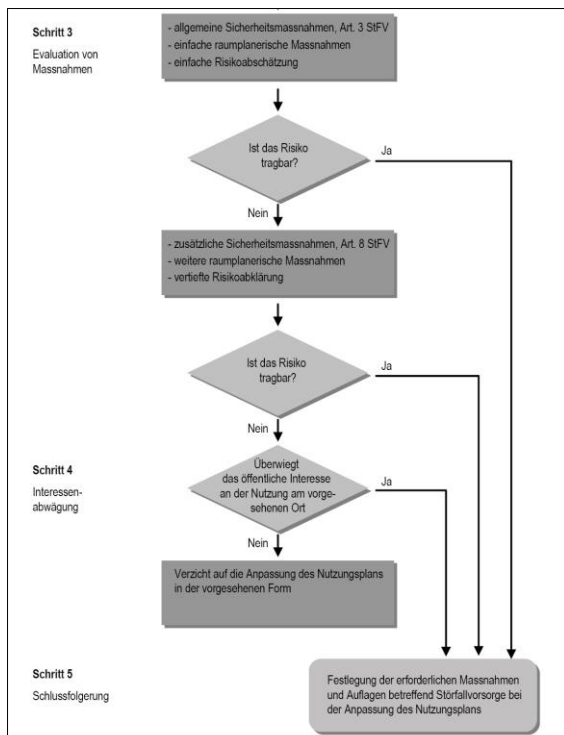 Schritt 3
Evaluation von
Massnahmen
- allgemeine Sicherheitsmassnahmen, Art. 3 StFV
- einfache raumplanerische Massnahmen
- einfache Risikoabschätzung
Ist das Risiko
tragbar?
Ja
Nein
- zusätzliche Sicherheitsmassnahmen, Art. 8 StFV
- weitere raumplanerische Massnahmen
- vertiefte Risikoabklärung
Ist das Risiko
tragbar?
Ja
Nein
Schritt 4
Interessen-
abwägung
Überwiegt
das öffentliche Interesse
an der Nutzung am vorge-
sehenen Ort
Ja
Nein
Verzicht auf die Anpassung des Nutzungsplans
in der vorgesehenen Form
Schritt 5
Schlussfolgerung
Festlegung der erforderlichen Massnahmen
und Auflagen betreffend Störfallvorsorge bei
der Anpassung des Nutzungsplans